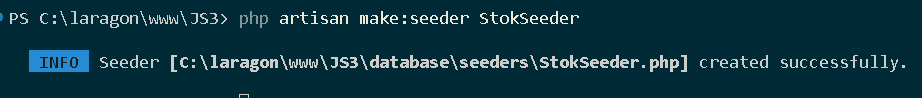 PS C:\laragon\www\JS3> php artisan make:seeder StokSeeder
INFO Seeder [C:\laragon\www\JS3\database\seeders\StokSeeder.php] created successfully.